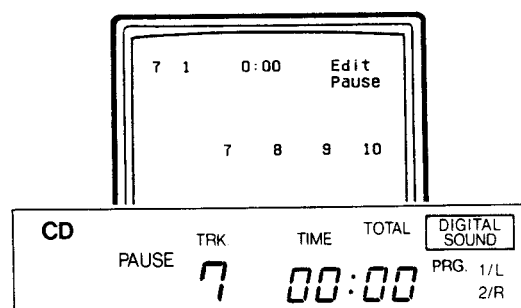 7 1 0:00 Edit
Pause
7 8 9 10
CD TRK TIME TOTAL DIGITAL SOUND
PAUSE 7 00:00 PRG. 1/L
2/R